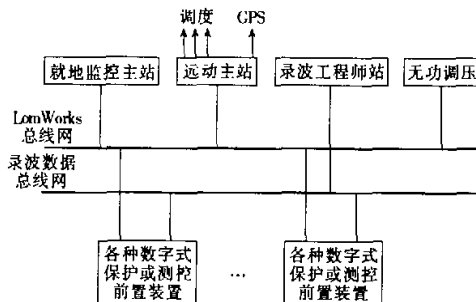 调度 GPS
就地监控主站 远动主站 录波工程师站 无功调压
LomWorks
总线网
录波数据
总线网
各种数字式
保护或测控
前置装置
…
各种数字式
保护或测控
前置装置